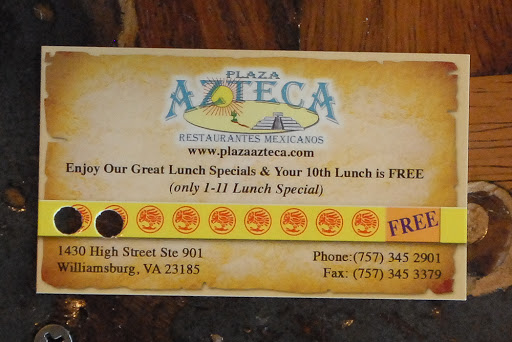 PLAZA
AZTECA
RESTAURANTES MEXICANOS
www.plazaazteca.com
Enjoy Our Great Lunch Specials & Your 10th Lunch is FREE
(only 1-11 Lunch Special)
FREE
1430 High Street Ste 901
Williamsburg, VA 23185
Phone:(757) 345 2901
Fax: (757) 345 3379